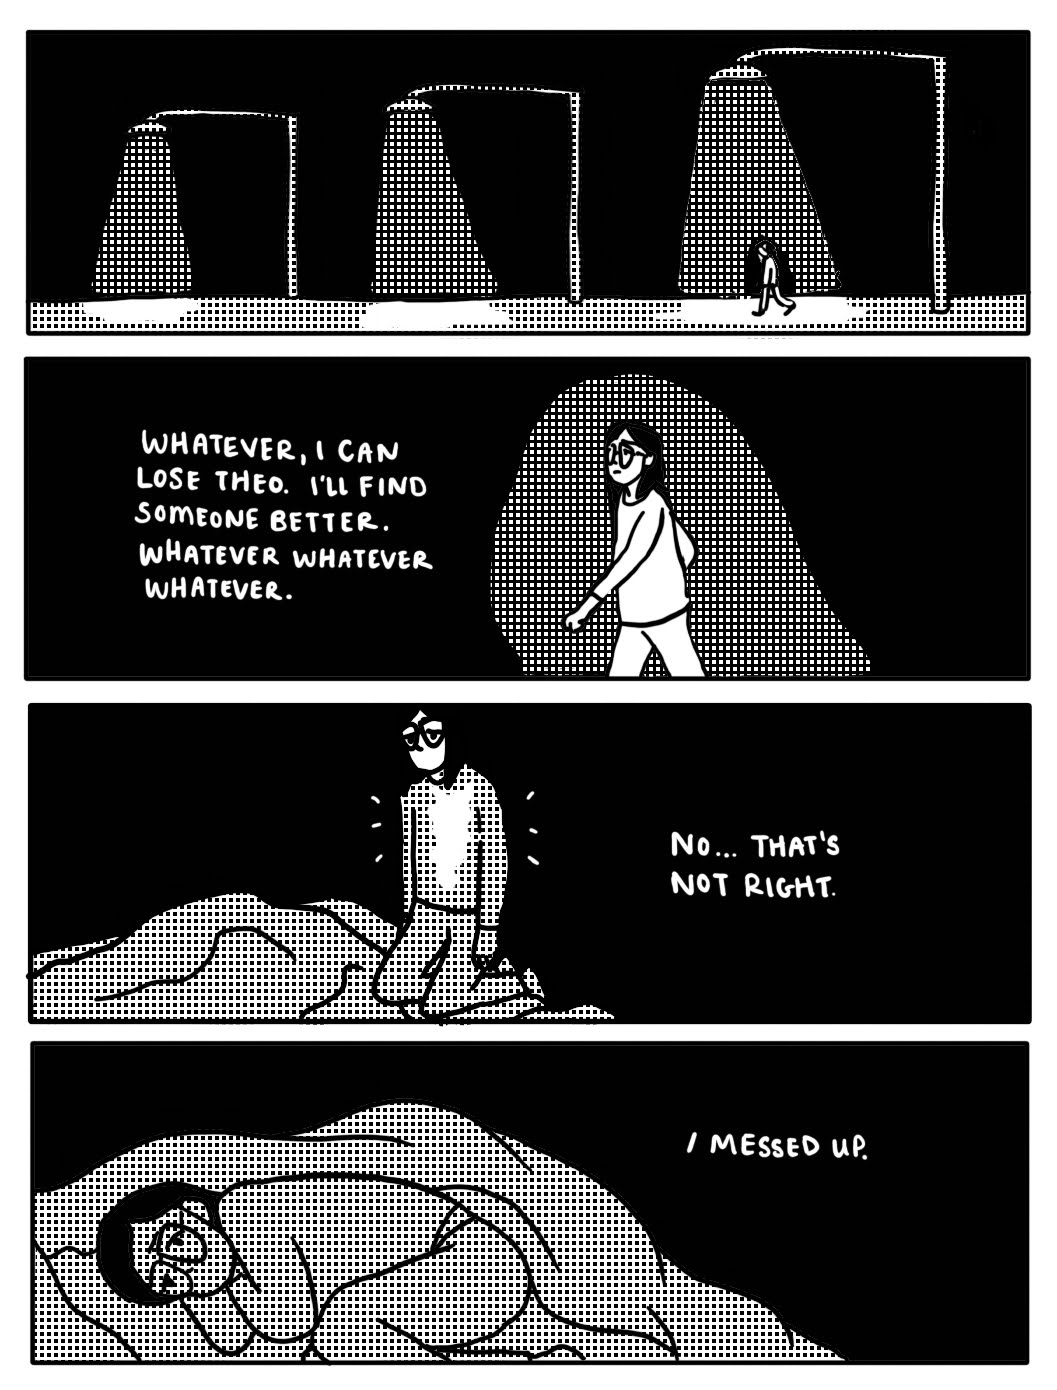 WHATEVER, I CAN
LOSE THEO. I'LL FIND
SOMEONE BETTER.
WHATEVER WHATEVER
WHATEVER.
NO... THAT'S
NOT RIGHT.
I MESSED UP.